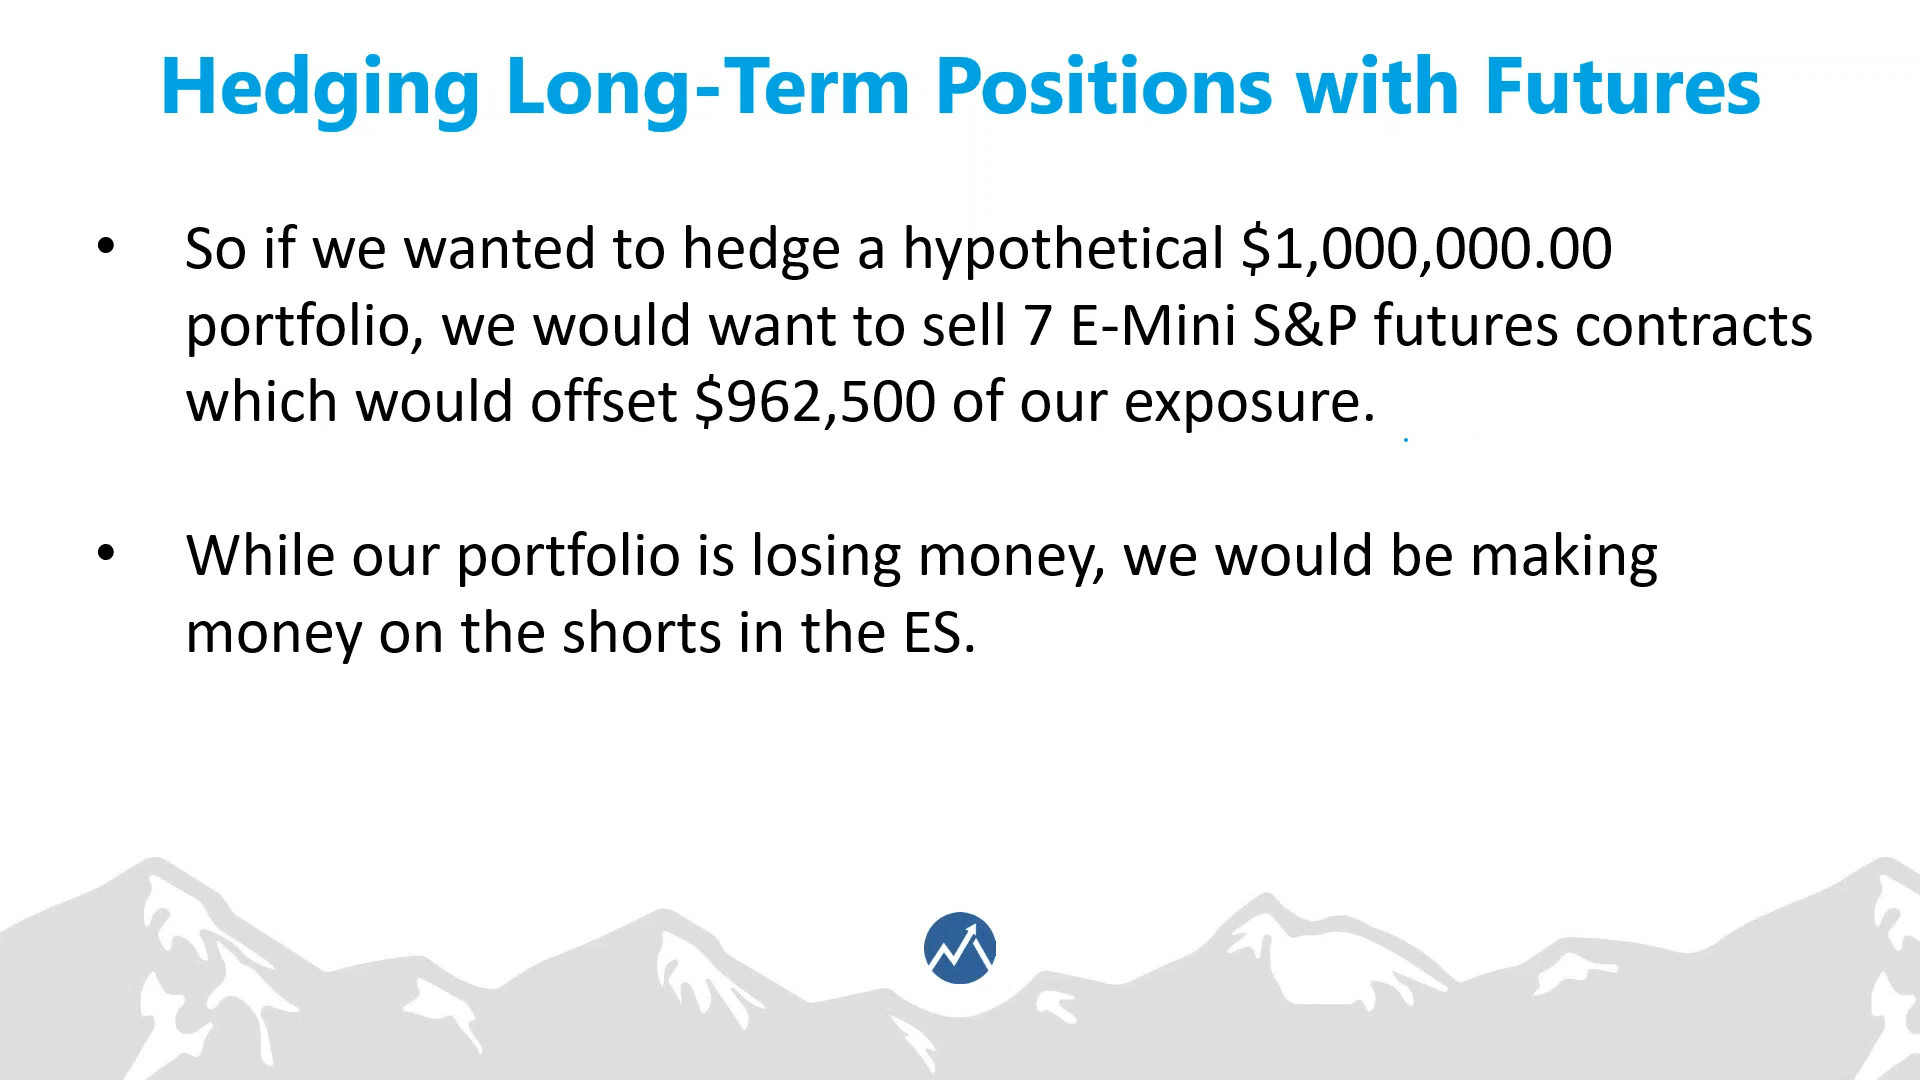 Hedging Long-Term Positions with Futures
• So if we wanted to hedge a hypothetical $1,000,000.00
portfolio, we would want to sell 7 E-Mini S&P futures contracts
which would offset $962,500 of our exposure.
• While our portfolio is losing money, we would be making
money on the shorts in the ES.